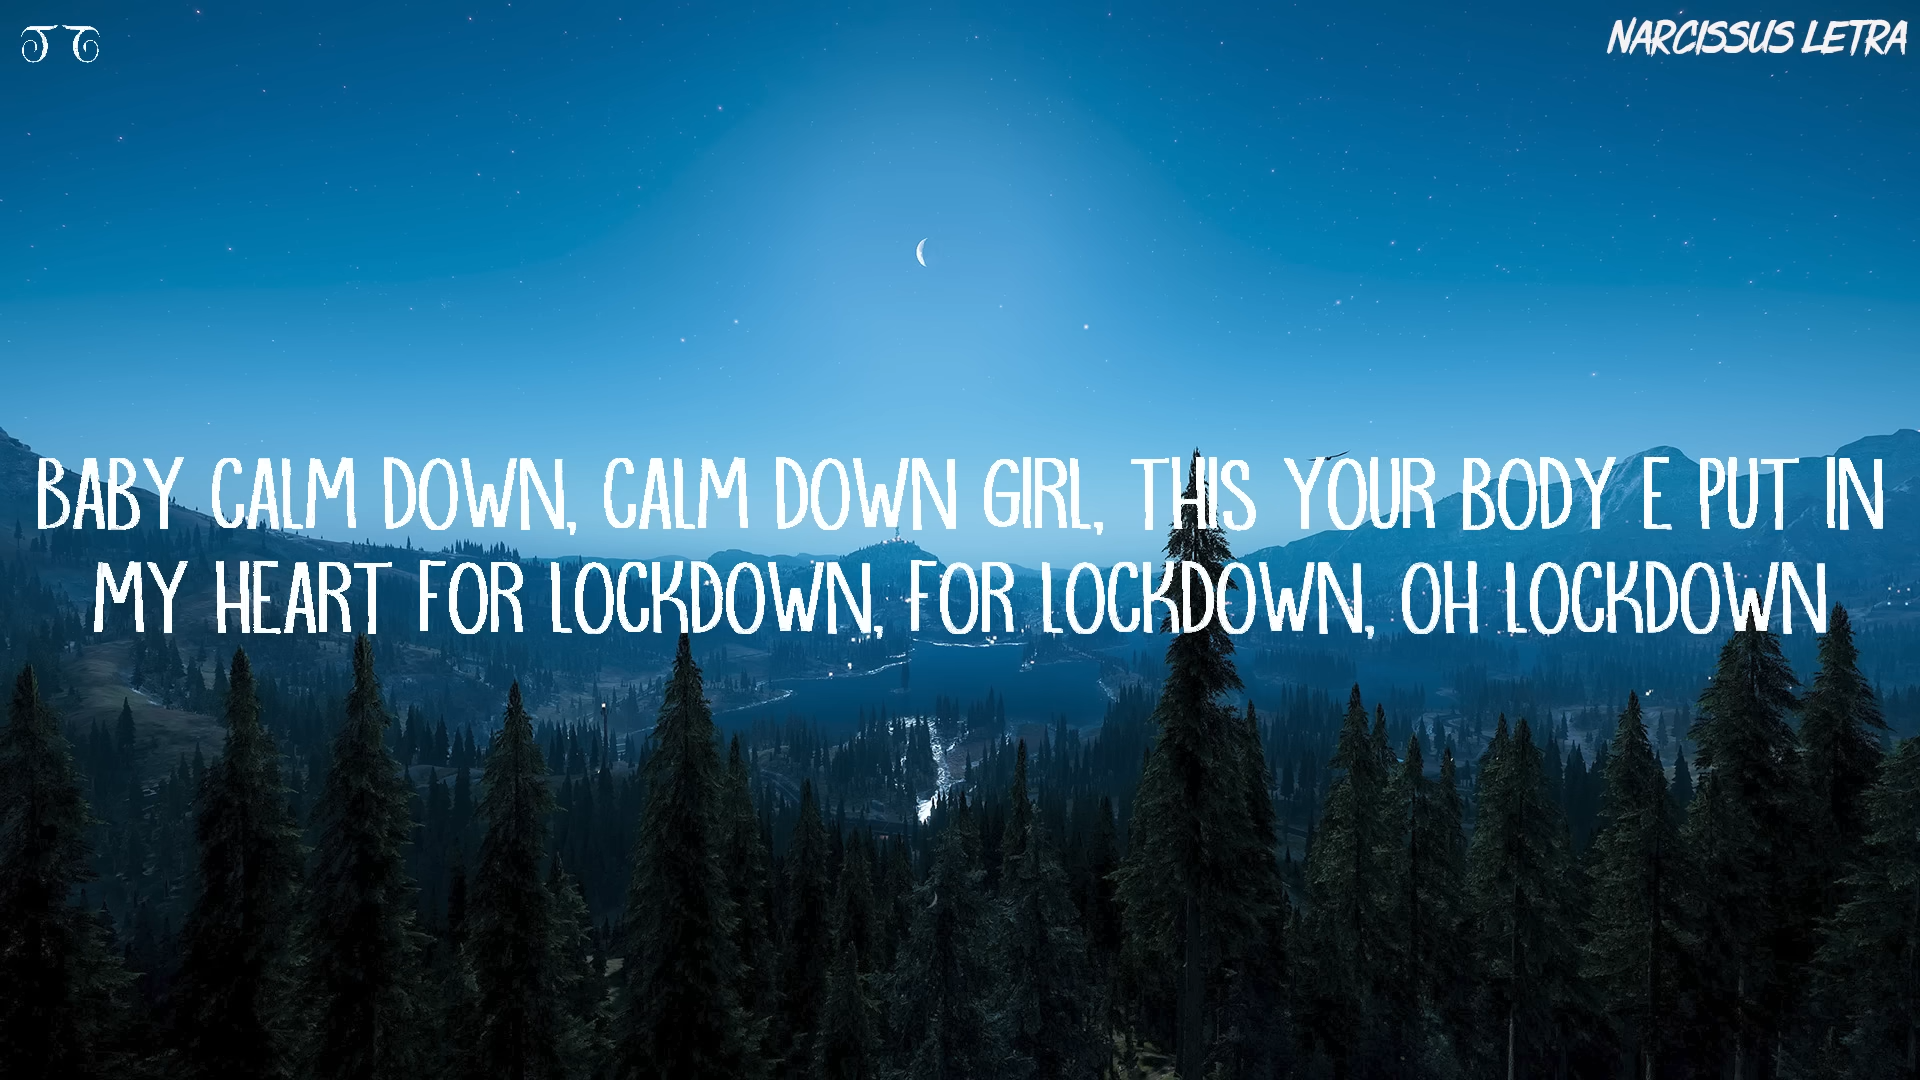 NARCISSUS LETRA
BABY CALM DOWN, CALM DOWN GIRL, THIS YOUR BODY E PUT IN
MY HEART FOR LOCKDOWN, FOR LOCKDOWN, OH LOCKDOWN